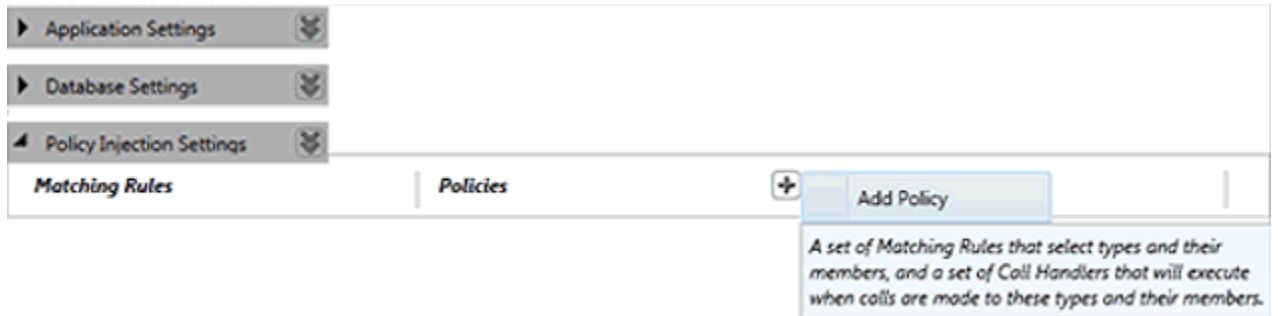 Application Settings
Database Settings
Policy Injection Settings
Matching Rules
Policies
Add Policy
A set of Matching Rules that select types and their
members, and a set of Call Handlers that will execute
when calls are made to these types and their members.